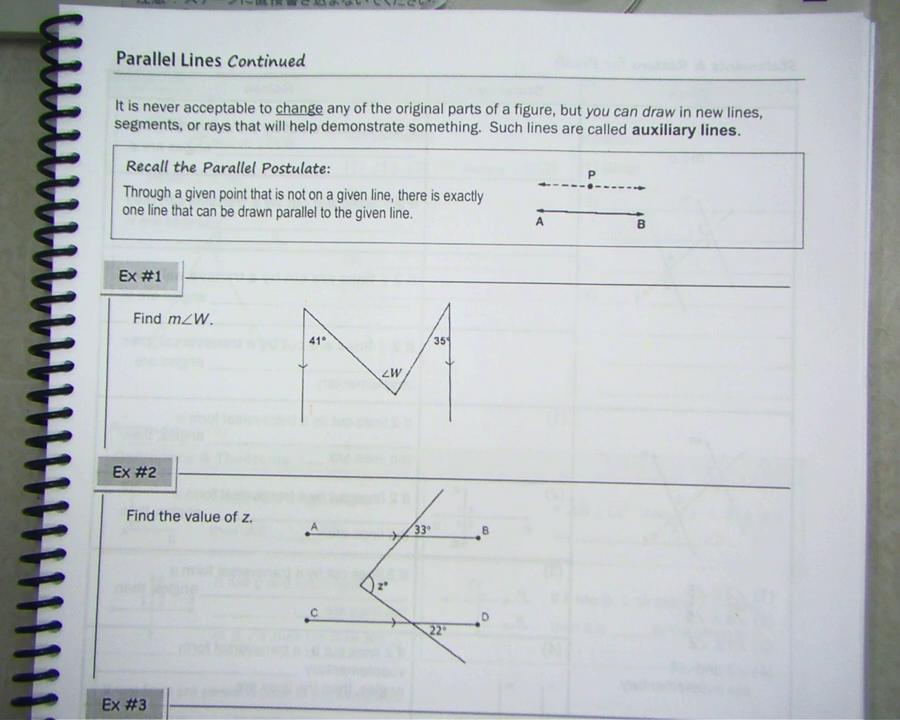 Parallel Lines Continued
It is never acceptable to change any of the original parts of a figure, but you can draw in new lines,
segments, or rays that will help demonstrate something. Such lines are called auxiliary lines.
Recall the Parallel Postulate:
Through a given point that is not on a given line, there is exactly
one line that can be drawn parallel to the given line.
P
A B
Ex #1
Find m∠W.
41° 35°
∠W
Ex #2
Find the value of z.
A 33° B
z°
C D
22°
Ex #3